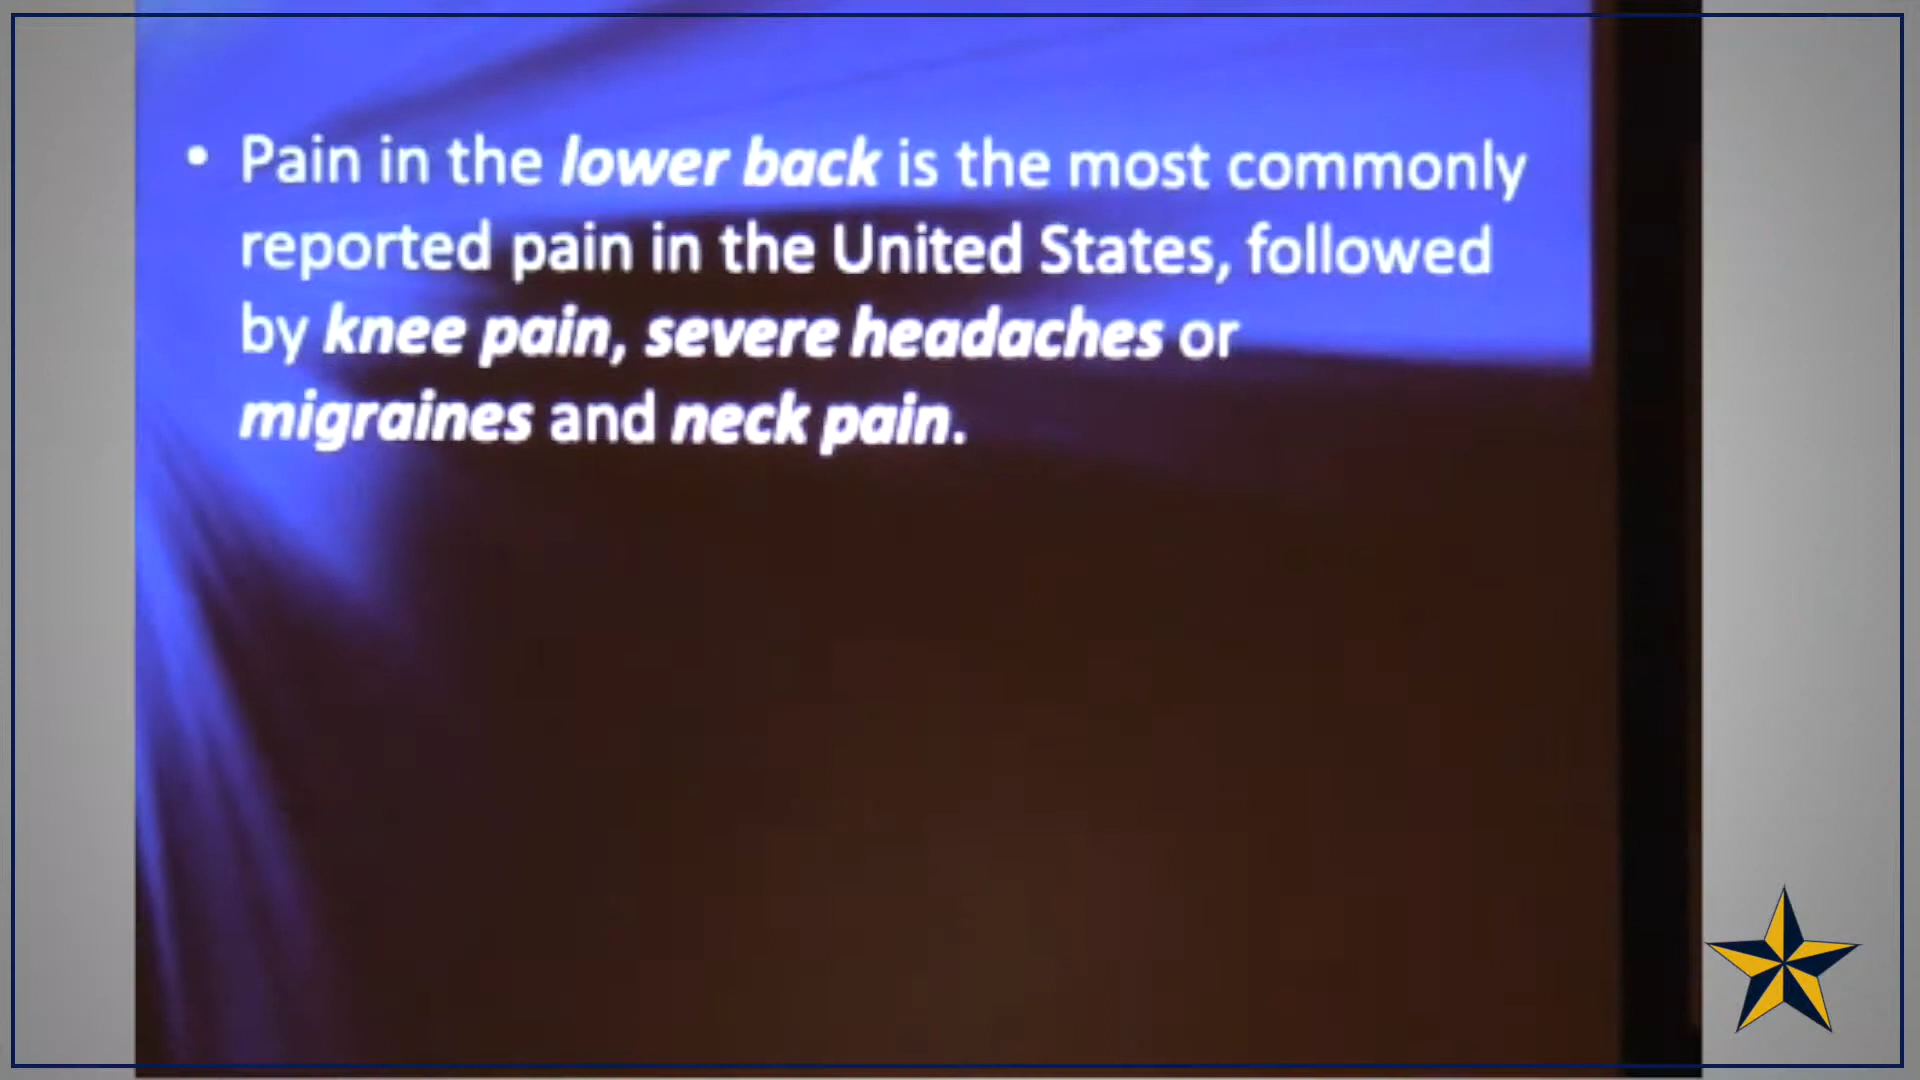 • Pain in the lower back is the most commonly
reported pain in the United States, followed
by knee pain, severe headaches or
migraines and neck pain.